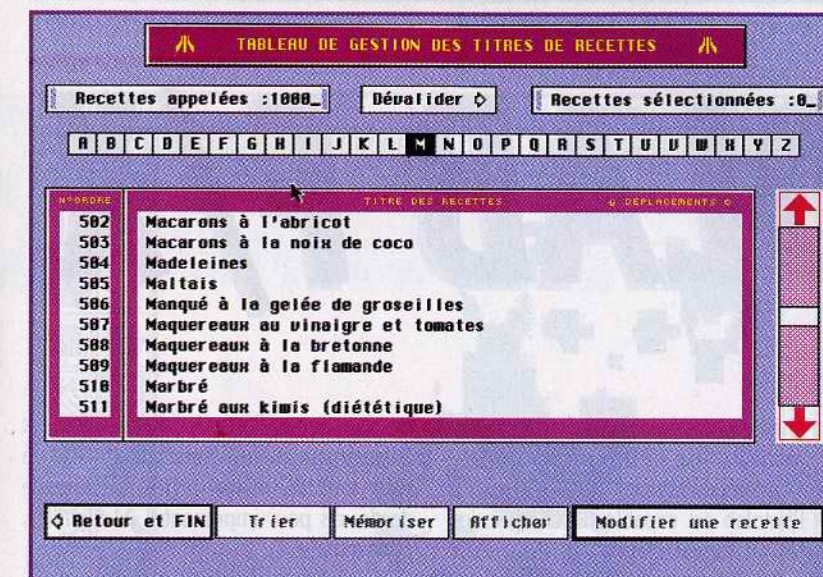 TABLEAU DE GESTION DES TITRES DE RECETTES
Recettes appelées :1000_ Dévalider Recettes sélectionnées :0_
A B C D E F G H I J K L M N O P Q R S T U V W X Y Z
N°ORDRE TITRE DES RECETTES DEPLACEMENTS
502 Macarons à l'abricot
503 Macarons à la noix de coco
504 Madeleines
505 Maltais
506 Manqué à la gelée de groseilles
507 Maquereaux au vinaigre et tomates
508 Maquereaux à la bretonne
509 Maquereaux à la flamande
510 Marbré
511 Marbré aux kiwis (diététique)
Retour et FIN Trier Mémoriser Afficher Modifier une recette